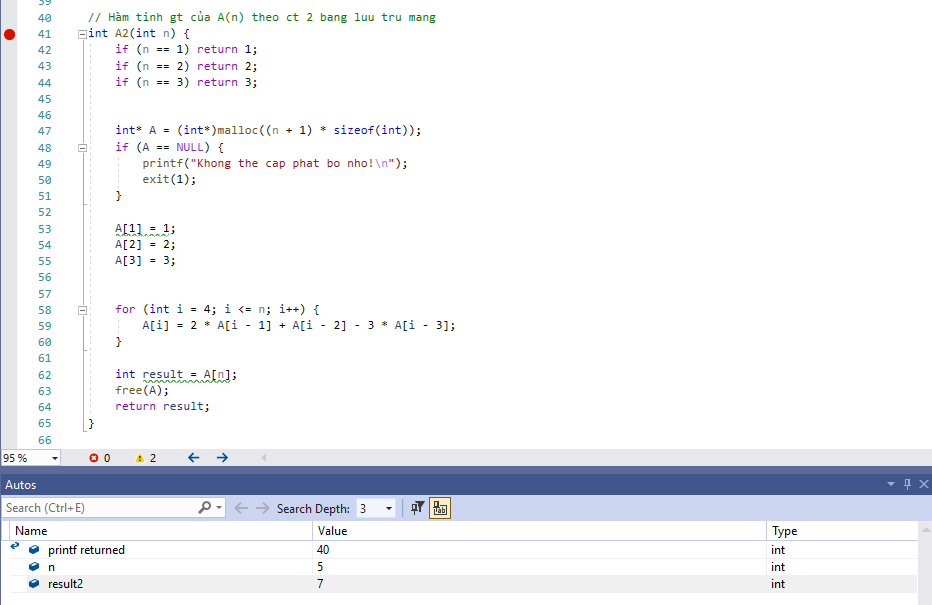 39
40 // Hàm tinh gt của A(n) theo ct 2 bang luu tru mang
41 int A2(int n) {
42 if (n == 1) return 1;
43 if (n == 2) return 2;
44 if (n == 3) return 3;
45
46
47 int* A = (int*)malloc((n + 1) * sizeof(int));
48 if (A == NULL) {
49 printf("Khong the cap phat bo nho!\n");
50 exit(1);
51 }
52
53 A[1] = 1;
54 A[2] = 2;
55 A[3] = 3;
56
57
58 for (int i = 4; i <= n; i++) {
59 A[i] = 2 * A[i - 1] + A[i - 2] - 3 * A[i - 3];
60 }
61
62 int result = A[n];
63 free(A);
64 return result;
65 }
66
95 % 0 2
Autos
Search (Ctrl+E) Search Depth: 3
Name Value Type
printf returned 40 int
n 5 int
result2 7 int